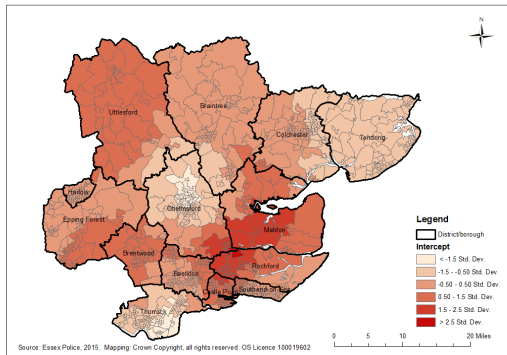 N
Uttlesford
Braintree
Colchester
Tendring
Harlow
Chelmsford
Epping Forest
Maldon
Brentwood
Rochford
Basildon
Castle Point
Southend-on-Sea
Thurrock
Legend
District/borough
Intercept
< -1.5 Std. Dev.
-1.5 - -0.50 Std. Dev.
-0.50 - 0.50 Std. Dev.
0.50 - 1.5 Std. Dev.
1.5 - 2.5 Std. Dev.
> 2.5 Std. Dev.
0 5 10 20 Miles
Source: Essex Police, 2015. Mapping: Crown Copyright, all rights reserved. OS Licence 100019602